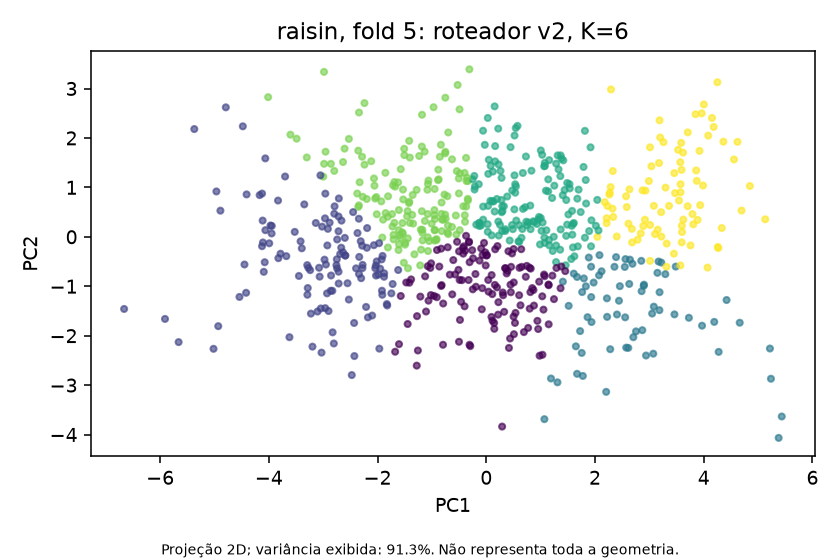 raisin, fold 5: roteador v2, K=6
3
2
1
0
−1
−2
−3
−4
PC2
−6 −4 −2 0 2 4 6
PC1
Projeção 2D; variância exibida: 91.3%. Não representa toda a geometria.